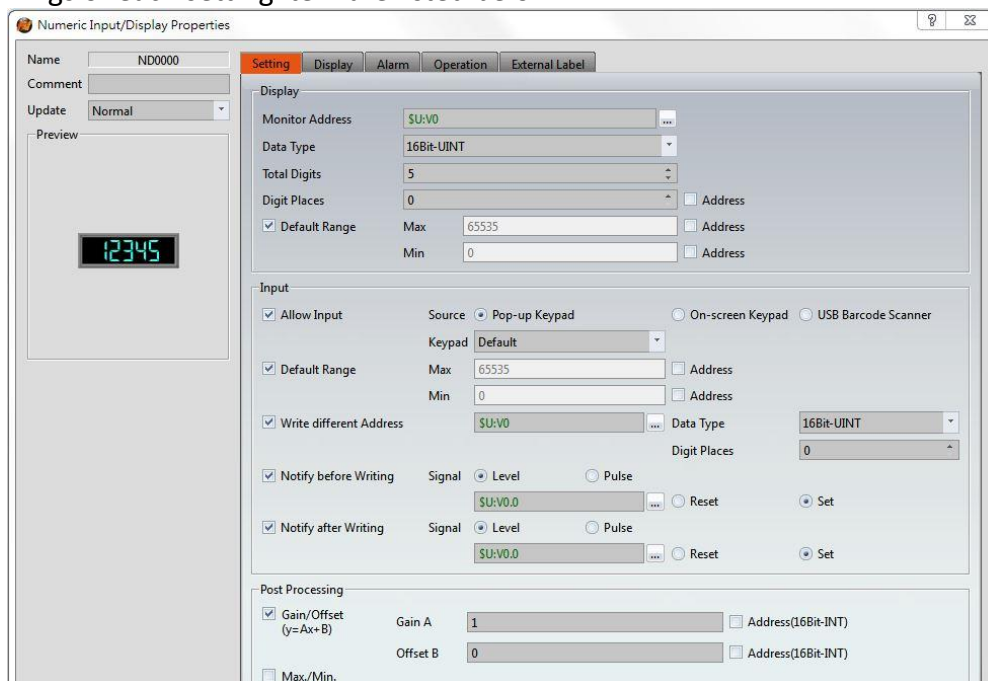 Numeric Input/Display Properties
Name ND0000
Comment
Update Normal
Preview
12345
Setting Display Alarm Operation External Label
Display
Monitor Address $U:V0 ...
Data Type 16Bit-UINT
Total Digits 5
Digit Places 0 Address
Default Range Max 65535 Address
Min 0 Address
Input
Allow Input Source Pop-up Keypad On-screen Keypad USB Barcode Scanner
Keypad Default
Default Range Max 65535 Address
Min 0 Address
Write different Address $U:V0 ... Data Type 16Bit-UINT
Digit Places 0
Notify before Writing Signal Level Pulse
$U:V0.0 ... Reset Set
Notify after Writing Signal Level Pulse
$U:V0.0 ... Reset Set
Post Processing
Gain/Offset
(y=Ax+B) Gain A 1 Address(16Bit-INT)
Offset B 0 Address(16Bit-INT)
Max./Min.